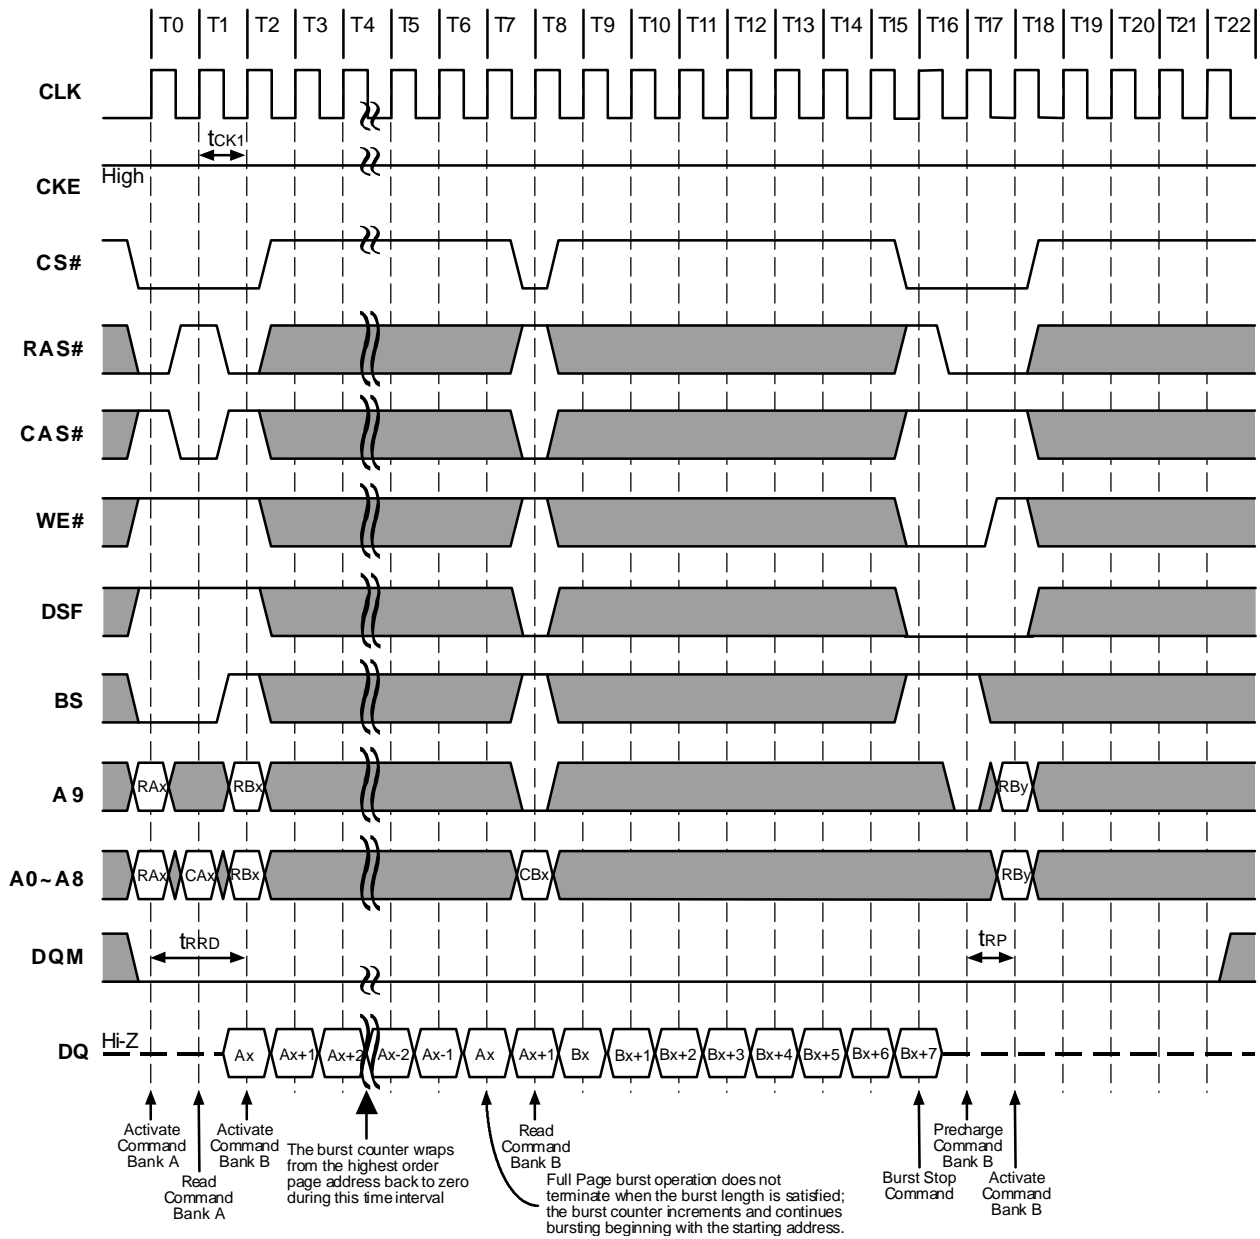 T0 T1 T2 T3 T4 T5 T6 T7 T8 T9 T10 T11 T12 T13 T14 T15 T16 T17 T18 T19 T20 T21 T22
CLK
tCK1
High
CKE
CS#
RAS#
CAS#
WE#
DSF
BS
A9
RAx RBx RBy
A0~A8
RAx CAx RBx CBx RBy
DQM
tRRD tRP
DQ
Hi-Z
Ax Ax+1 Ax+2 Ax-2 Ax-1 Ax Ax+1 Bx Bx+1 Bx+2 Bx+3 Bx+4 Bx+5 Bx+6 Bx+7
Activate
Command
Bank A
Read
Command
Bank A
Activate
Command
Bank B
The burst counter wraps
from the highest order
page address back to zero
during this time interval
Read
Command
Bank B
Full Page burst operation does not
terminate when the burst length is satisfied;
the burst counter increments and continues
bursting beginning with the starting address.
Burst Stop
Command
Precharge
Command
Bank B
Activate
Command
Bank B